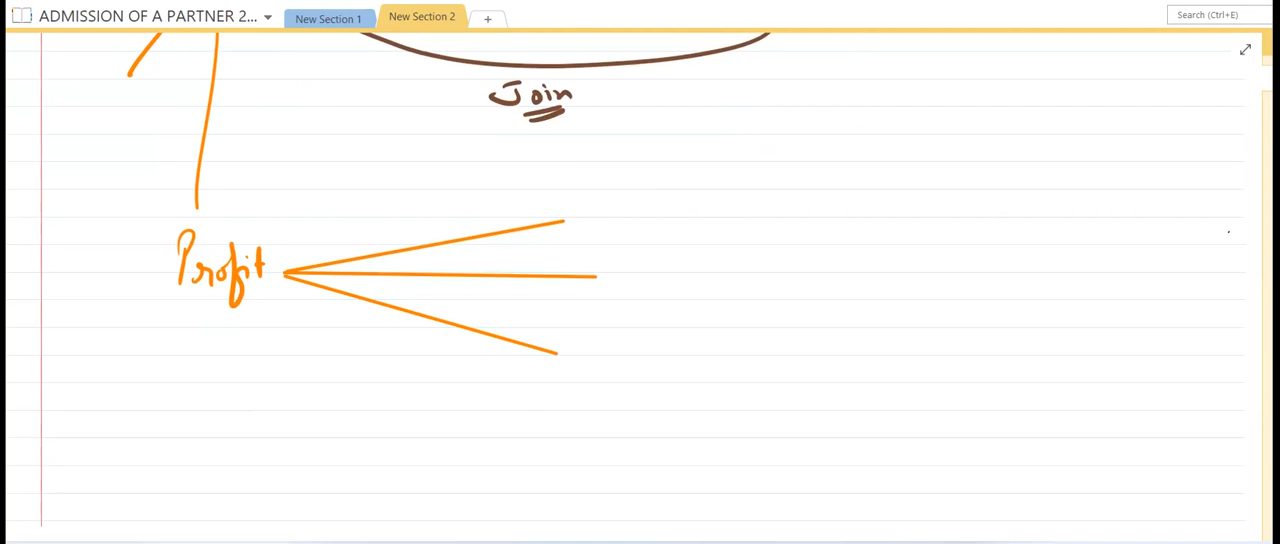 ADMISSION OF A PARTNER 2...
New Section 1
New Section 2
Search (Ctrl+E)
Join
Profit